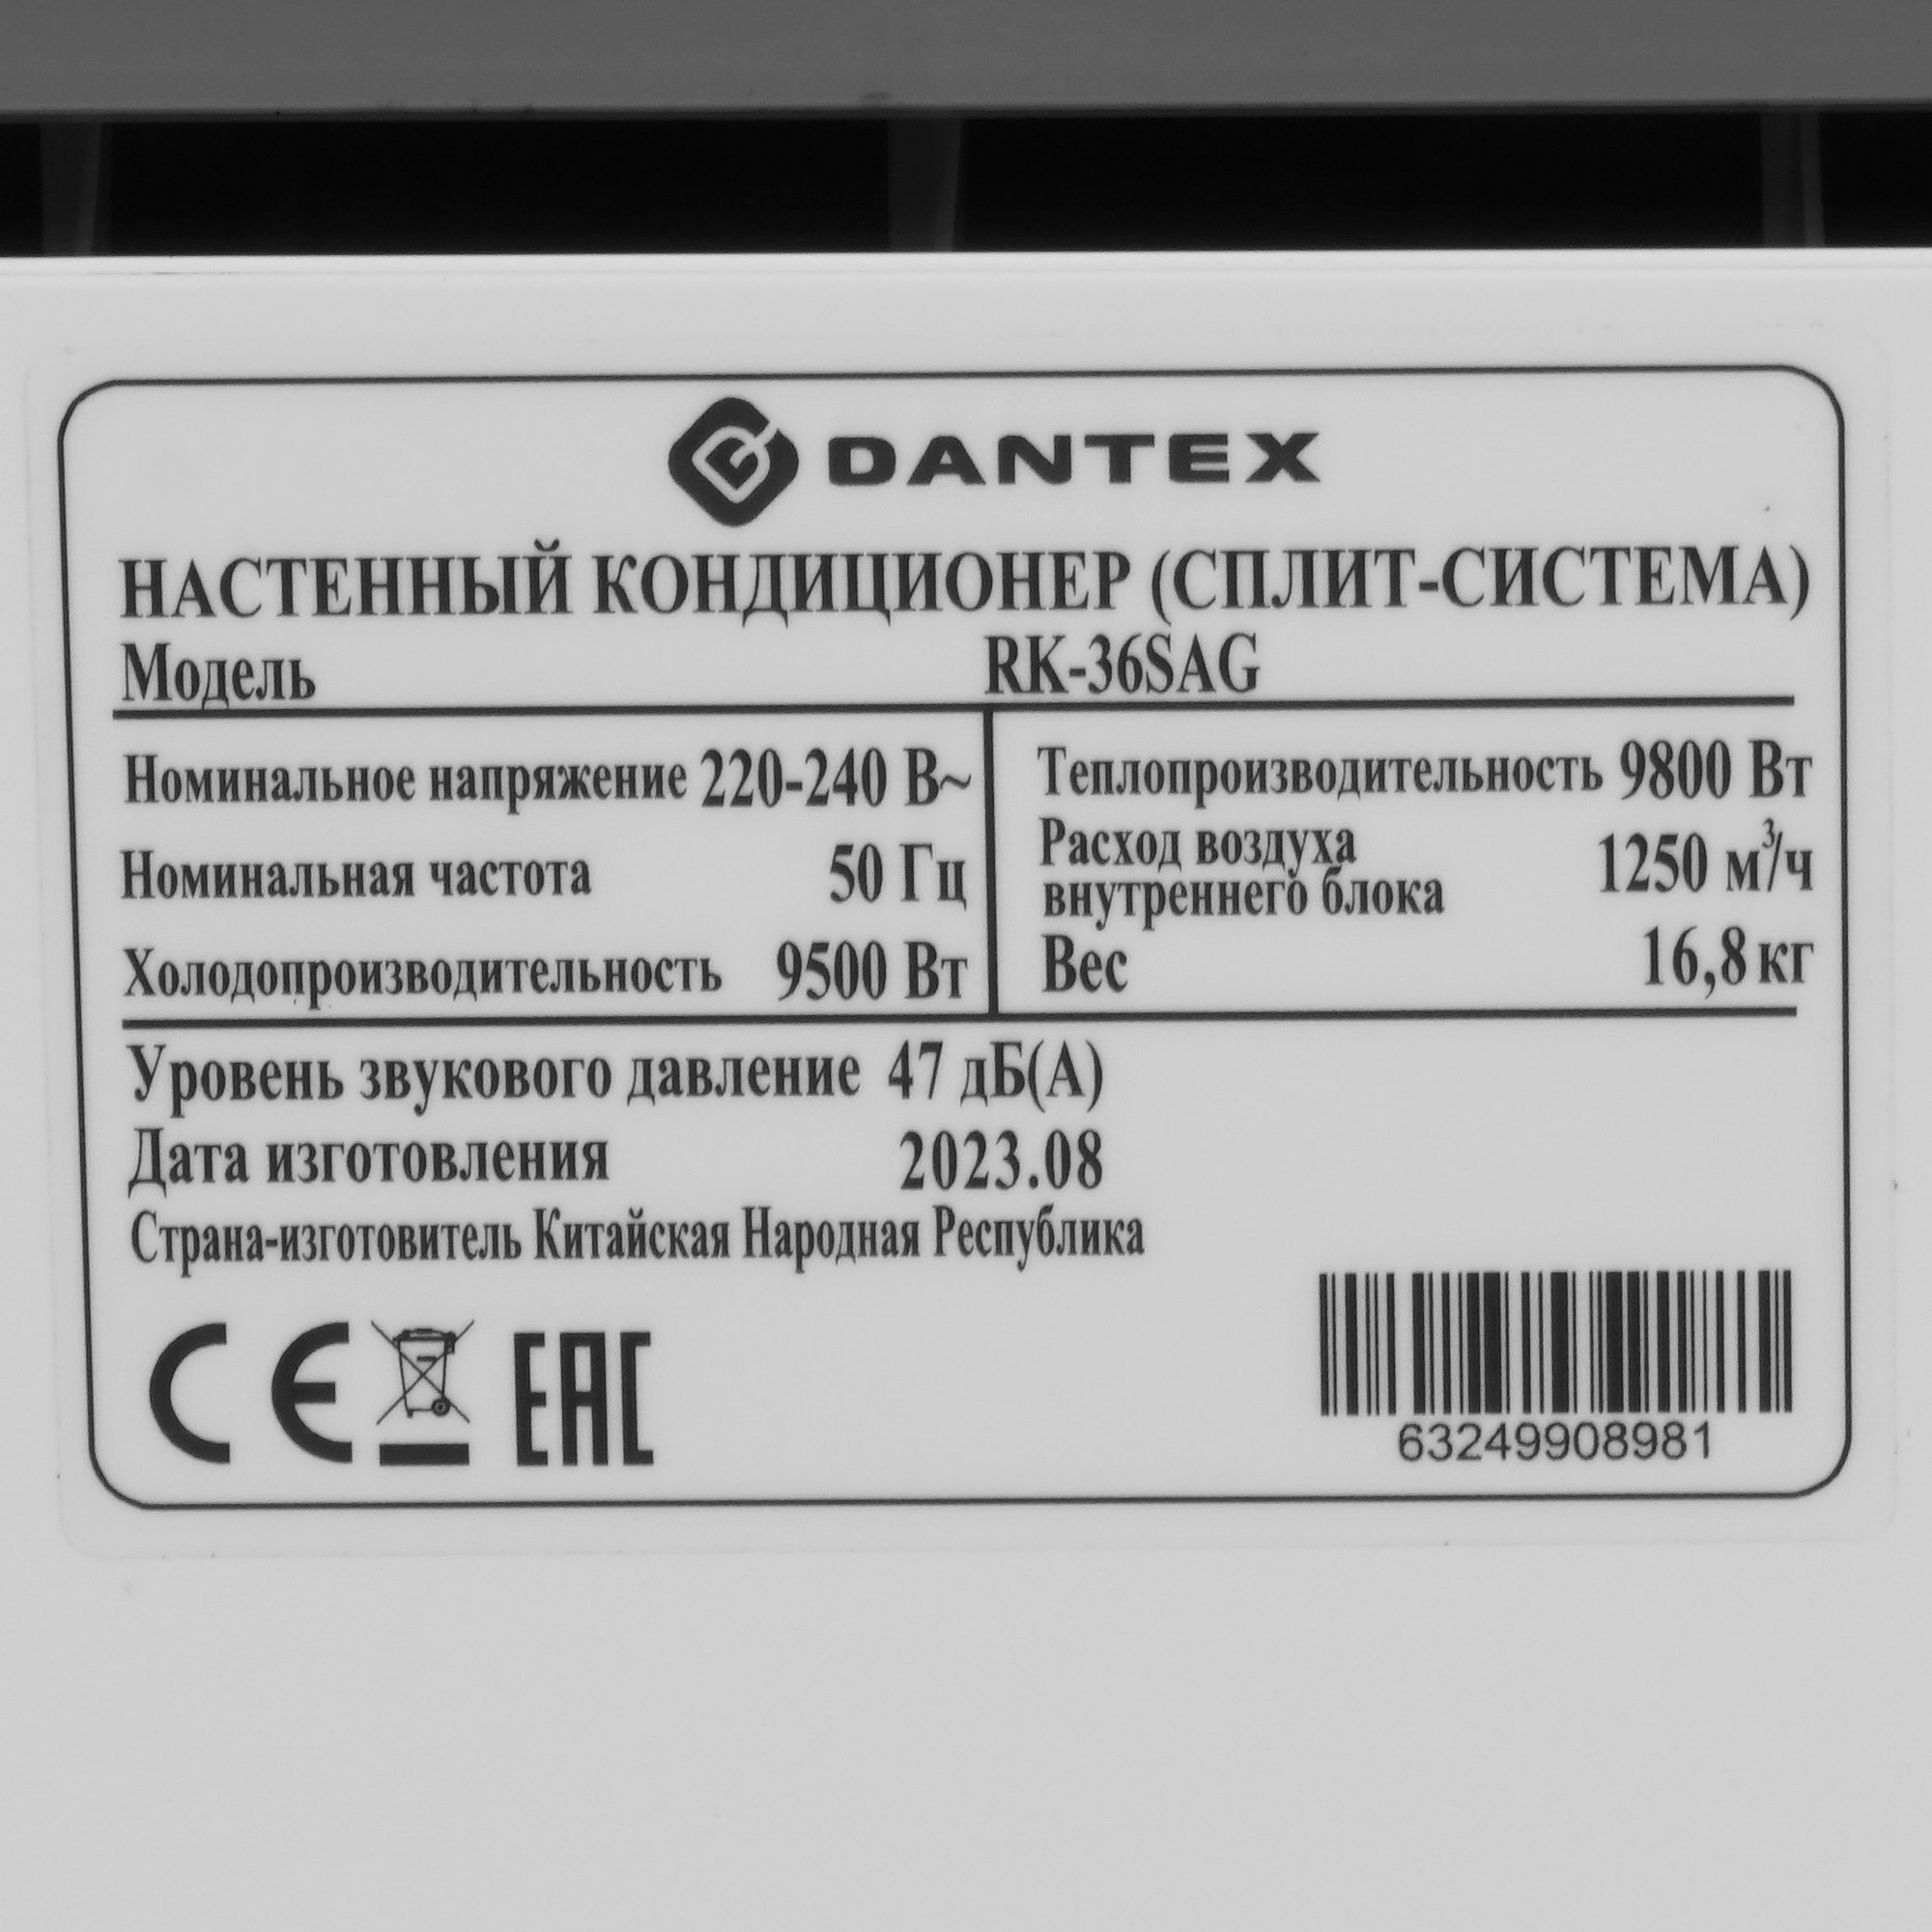 DANTEX
НАСТЕННЫЙ КОНДИЦИОНЕР (СПЛИТ-СИСТЕМА)
Модель RK-36SAG
Номинальное напряжение 220-240 В~
Номинальная частота 50 Гц
Холодопроизводительность 9500 Вт
Теплопроизводительность 9800 Вт
Расход воздуха
внутреннего блока 1250 м³/ч
Вес 16,8 кг
Уровень звукового давление 47 дБ(А)
Дата изготовления 2023.08
Страна-изготовитель Китайская Народная Республика
CE EAC
63249908981